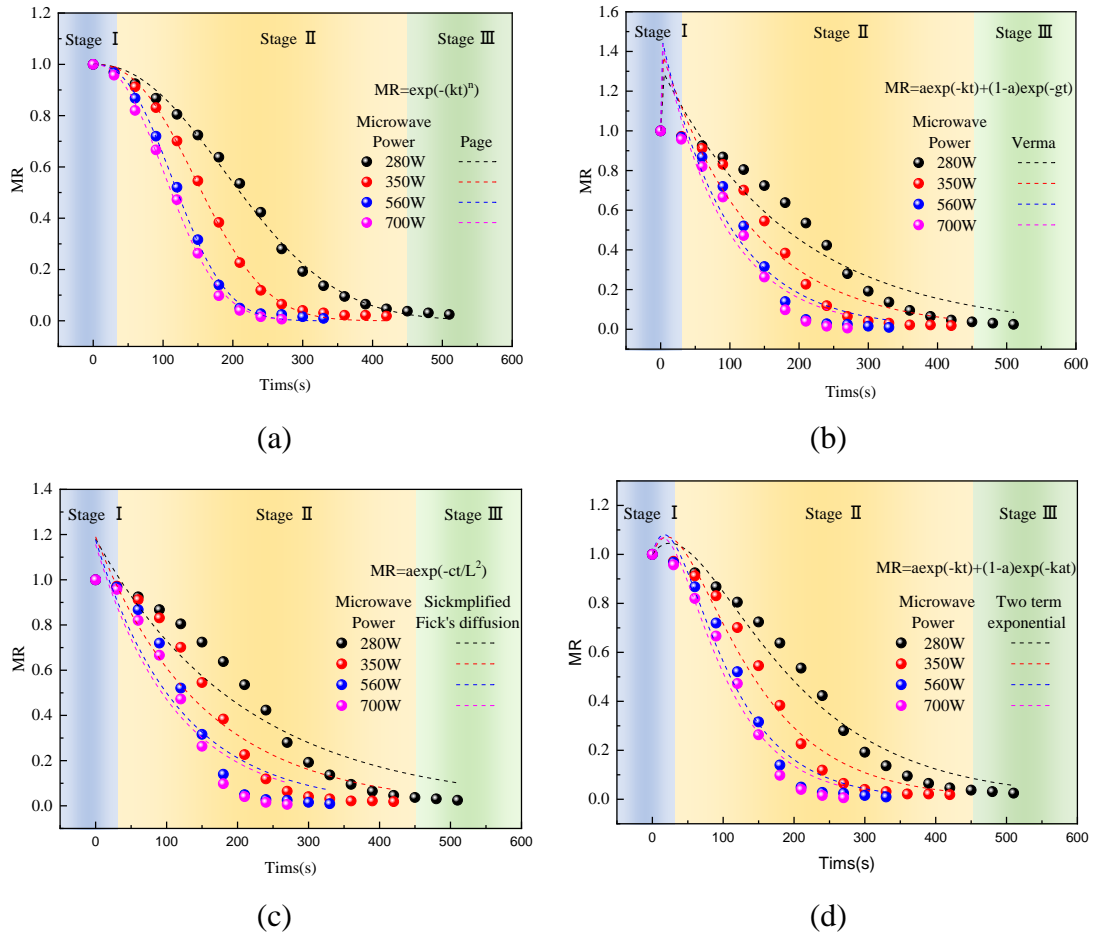 1.2
1.0
0.8
0.6
0.4
0.2
0.0
MR
Stage Ⅰ
Stage Ⅱ
Stage Ⅲ
MR=exp(-(kt)ⁿ)
Microwave
Power Page
280W
350W
560W
700W
0 100 200 300 400 500 600
Tims(s)
(a)
1.6
1.4
1.2
1.0
0.8
0.6
0.4
0.2
0.0
MR
Stage Ⅰ
Stage Ⅱ
Stage Ⅲ
MR=aexp(-kt)+(1-a)exp(-gt)
Microwave
Power Verma
280W
350W
560W
700W
0 100 200 300 400 500 600
Tims(s)
(b)
1.4
1.2
1.0
0.8
0.6
0.4
0.2
0.0
MR
Stage Ⅰ
Stage Ⅱ
Stage Ⅲ
MR=aexp(-ct/L²)
Microwave Sickmplified
Power Fick's diffusion
280W
350W
560W
700W
0 100 200 300 400 500 600
Tims(s)
(c)
1.2
1.0
0.8
0.6
0.4
0.2
0.0
MR
Stage Ⅰ
Stage Ⅱ
Stage Ⅲ
MR=aexp(-kt)+(1-a)exp(-kat)
Microwave Two term
Power exponential
280W
350W
560W
700W
0 100 200 300 400 500 600
Tims(s)
(d)